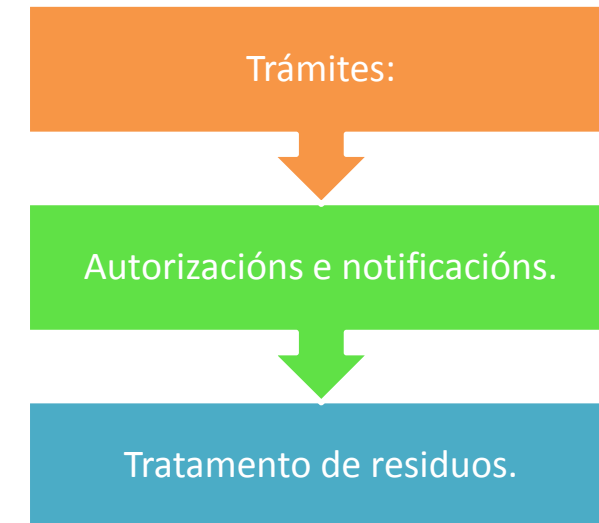 Trámites:
Autorizacións e notificacións.
Tratamento de residuos.